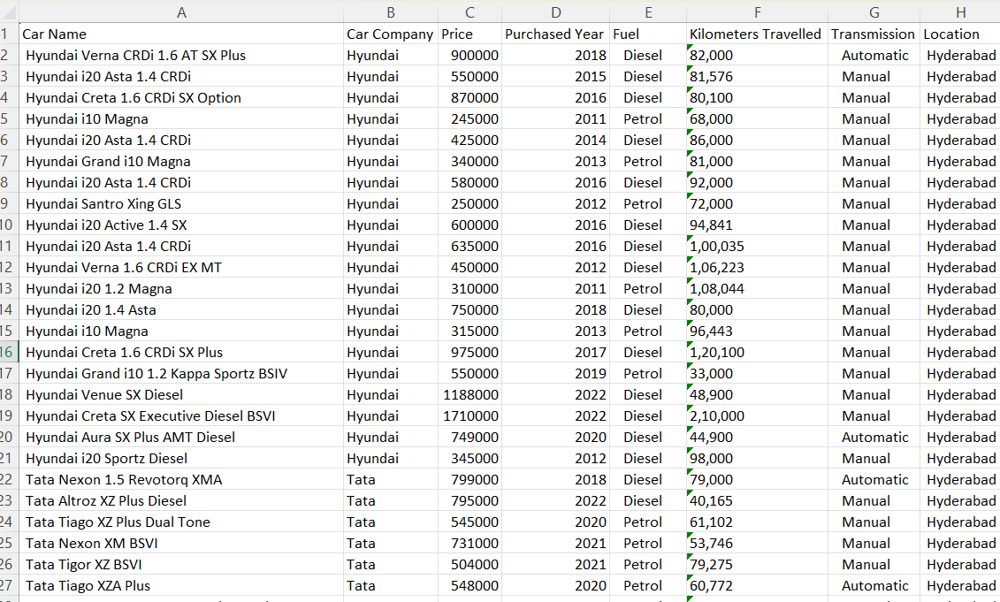 A B C D E F G H
1 Car Name Car Company Price Purchased Year Fuel Kilometers Travelled Transmission Location
2 Hyundai Verna CRDi 1.6 AT SX Plus Hyundai 900000 2018 Diesel 82,000 Automatic Hyderabad
3 Hyundai i20 Asta 1.4 CRDi Hyundai 550000 2015 Diesel 81,576 Manual Hyderabad
4 Hyundai Creta 1.6 CRDi SX Option Hyundai 870000 2016 Diesel 80,100 Manual Hyderabad
5 Hyundai i10 Magna Hyundai 245000 2011 Petrol 68,000 Manual Hyderabad
6 Hyundai i20 Asta 1.4 CRDi Hyundai 425000 2014 Diesel 86,000 Manual Hyderabad
7 Hyundai Grand i10 Magna Hyundai 340000 2013 Petrol 81,000 Manual Hyderabad
8 Hyundai i20 Asta 1.4 CRDi Hyundai 580000 2016 Diesel 92,000 Manual Hyderabad
9 Hyundai Santro Xing GLS Hyundai 250000 2012 Petrol 72,000 Manual Hyderabad
10 Hyundai i20 Active 1.4 SX Hyundai 600000 2016 Diesel 94,841 Manual Hyderabad
11 Hyundai i20 Asta 1.4 CRDi Hyundai 635000 2016 Diesel 1,00,035 Manual Hyderabad
12 Hyundai Verna 1.6 CRDi EX MT Hyundai 450000 2012 Diesel 1,06,223 Manual Hyderabad
13 Hyundai i20 1.2 Magna Hyundai 310000 2011 Petrol 1,08,044 Manual Hyderabad
14 Hyundai i20 1.4 Asta Hyundai 750000 2018 Diesel 80,000 Manual Hyderabad
15 Hyundai i10 Magna Hyundai 315000 2013 Petrol 96,443 Manual Hyderabad
16 Hyundai Creta 1.6 CRDi SX Plus Hyundai 975000 2017 Diesel 1,20,100 Manual Hyderabad
17 Hyundai Grand i10 1.2 Kappa Sportz BSIV Hyundai 550000 2019 Petrol 33,000 Manual Hyderabad
18 Hyundai Venue SX Diesel Hyundai 1188000 2022 Diesel 48,900 Manual Hyderabad
19 Hyundai Creta SX Executive Diesel BSVI Hyundai 1710000 2022 Diesel 2,10,000 Manual Hyderabad
20 Hyundai Aura SX Plus AMT Diesel Hyundai 749000 2020 Diesel 44,900 Automatic Hyderabad
21 Hyundai i20 Sportz Diesel Hyundai 345000 2012 Diesel 98,000 Manual Hyderabad
22 Tata Nexon 1.5 Revotorq XMA Tata 799000 2018 Diesel 79,000 Automatic Hyderabad
23 Tata Altroz XZ Plus Diesel Tata 795000 2022 Diesel 40,165 Manual Hyderabad
24 Tata Tiago XZ Plus Dual Tone Tata 545000 2020 Petrol 61,102 Manual Hyderabad
25 Tata Nexon XM BSVI Tata 731000 2021 Petrol 53,746 Manual Hyderabad
26 Tata Tigor XZ BSVI Tata 504000 2021 Petrol 79,275 Manual Hyderabad
27 Tata Tiago XZA Plus Tata 548000 2020 Petrol 60,772 Automatic Hyderabad